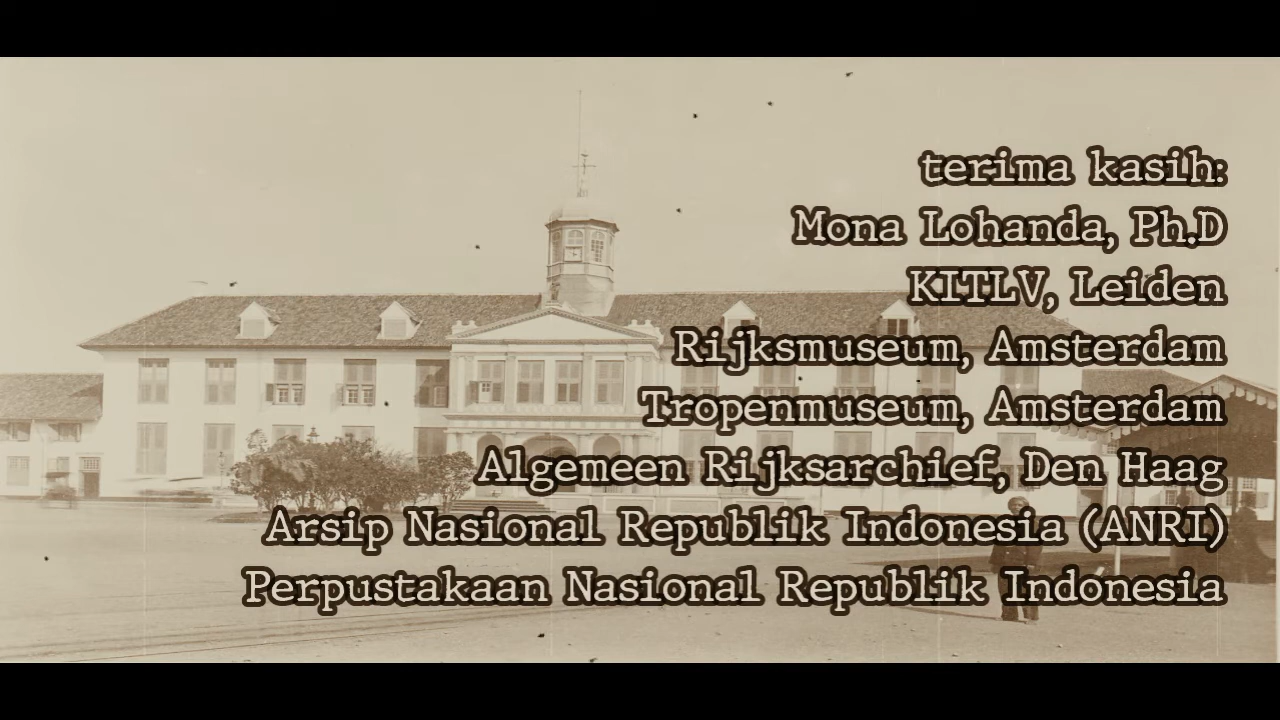 terima kasih:
Mona Lohanda, Ph.D
KITLV, Leiden
Rijksmuseum, Amsterdam
Tropenmuseum, Amsterdam
Algemeen Rijksarchief, Den Haag
Arsip Nasional Republik Indonesia (ANRI)
Perpustakaan Nasional Republik Indonesia